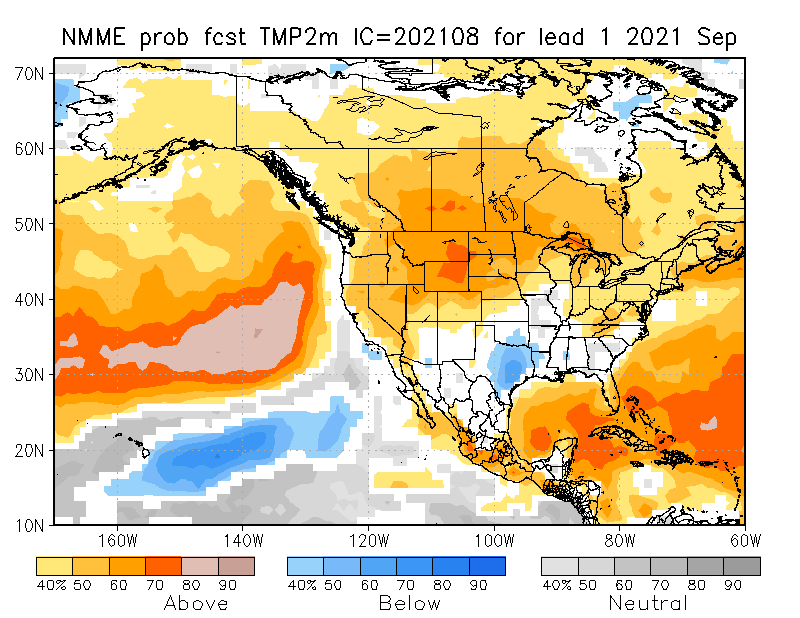 NMME prob fcst TMP2m IC=202108 for lead 1 2021 Sep
70N
60N
50N
40N
30N
20N
10N
160W 140W 120W 100W 80W 60W
40% 50 60 70 80 90 40% 50 60 70 80 90 40% 50 60 70 80 90
Above Below Neutral